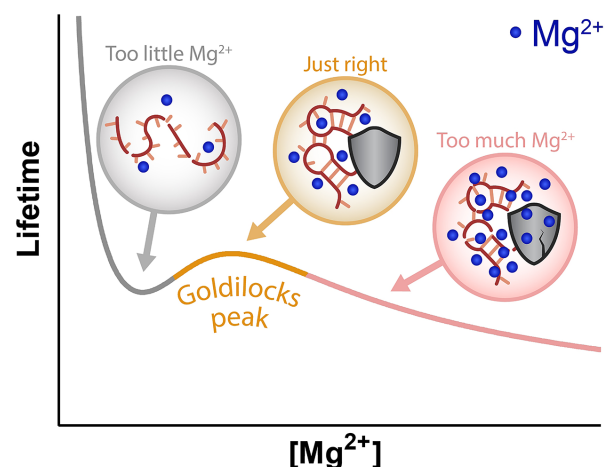 Mg²⁺
Too little Mg²⁺
Just right
Too much Mg²⁺
Lifetime
Goldilocks
peak
[Mg²⁺]